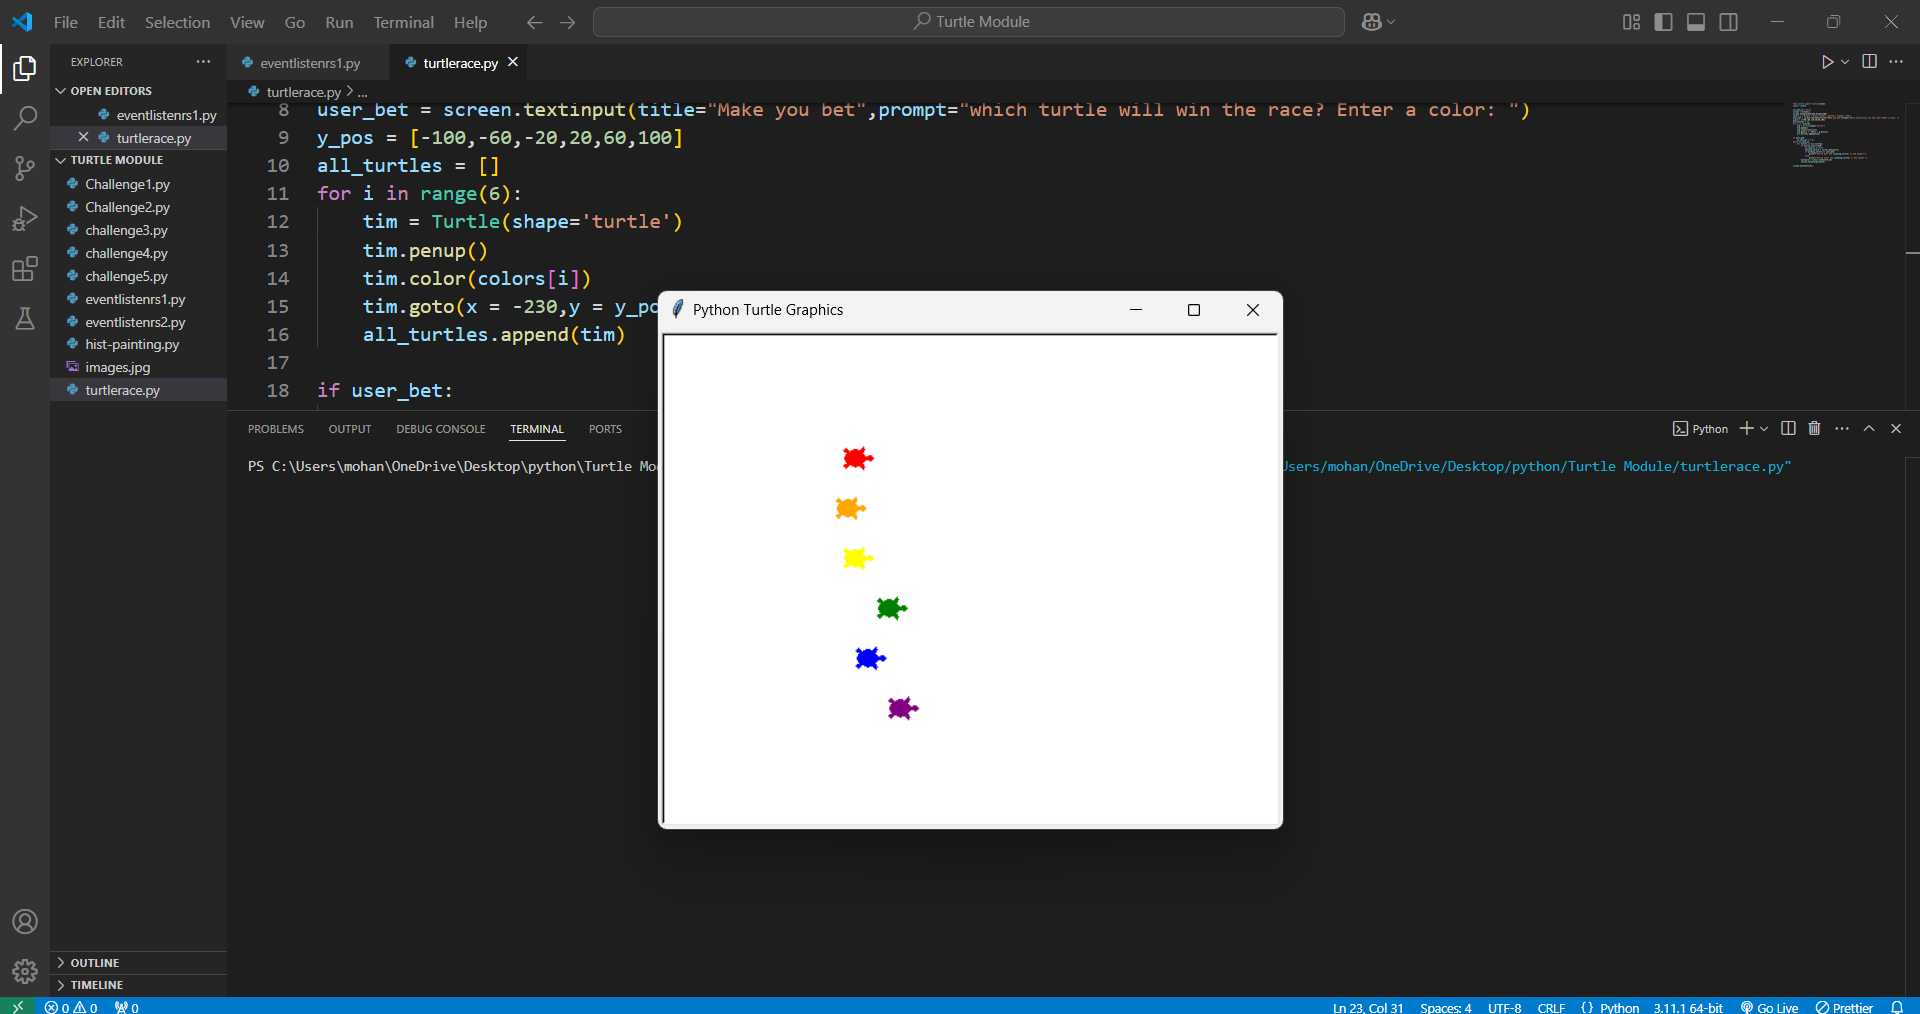 File Edit Selection View Go Run Terminal Help
Turtle Module
EXPLORER
OPEN EDITORS
eventlistenrs1.py
turtlerace.py
TURTLE MODULE
Challenge1.py
Challenge2.py
challenge3.py
challenge4.py
challenge5.py
eventlistenrs1.py
eventlistenrs2.py
hist-painting.py
images.jpg
turtlerace.py
OUTLINE
TIMELINE
eventlistenrs1.py turtlerace.py
turtlerace.py > ...
8 user_bet = screen.textinput(title="Make you bet",prompt="which turtle will win the race? Enter a color: ")
9 y_pos = [-100,-60,-20,20,60,100]
10 all_turtles = []
11 for i in range(6):
12 tim = Turtle(shape='turtle')
13 tim.penup()
14 tim.color(colors[i])
15 tim.goto(x = -230,y = y_po
16 all_turtles.append(tim)
17
18 if user_bet:
Python Turtle Graphics
PROBLEMS OUTPUT DEBUG CONSOLE TERMINAL PORTS
Python
PS C:\Users\mohan\OneDrive\Desktop\python\Turtle Mo
sers/mohan/OneDrive/Desktop/python/Turtle Module/turtlerace.py"
0 0 0
Ln 23, Col 31 Spaces: 4 UTF-8 CRLF {} Python 3.11.1 64-bit Go Live Prettier